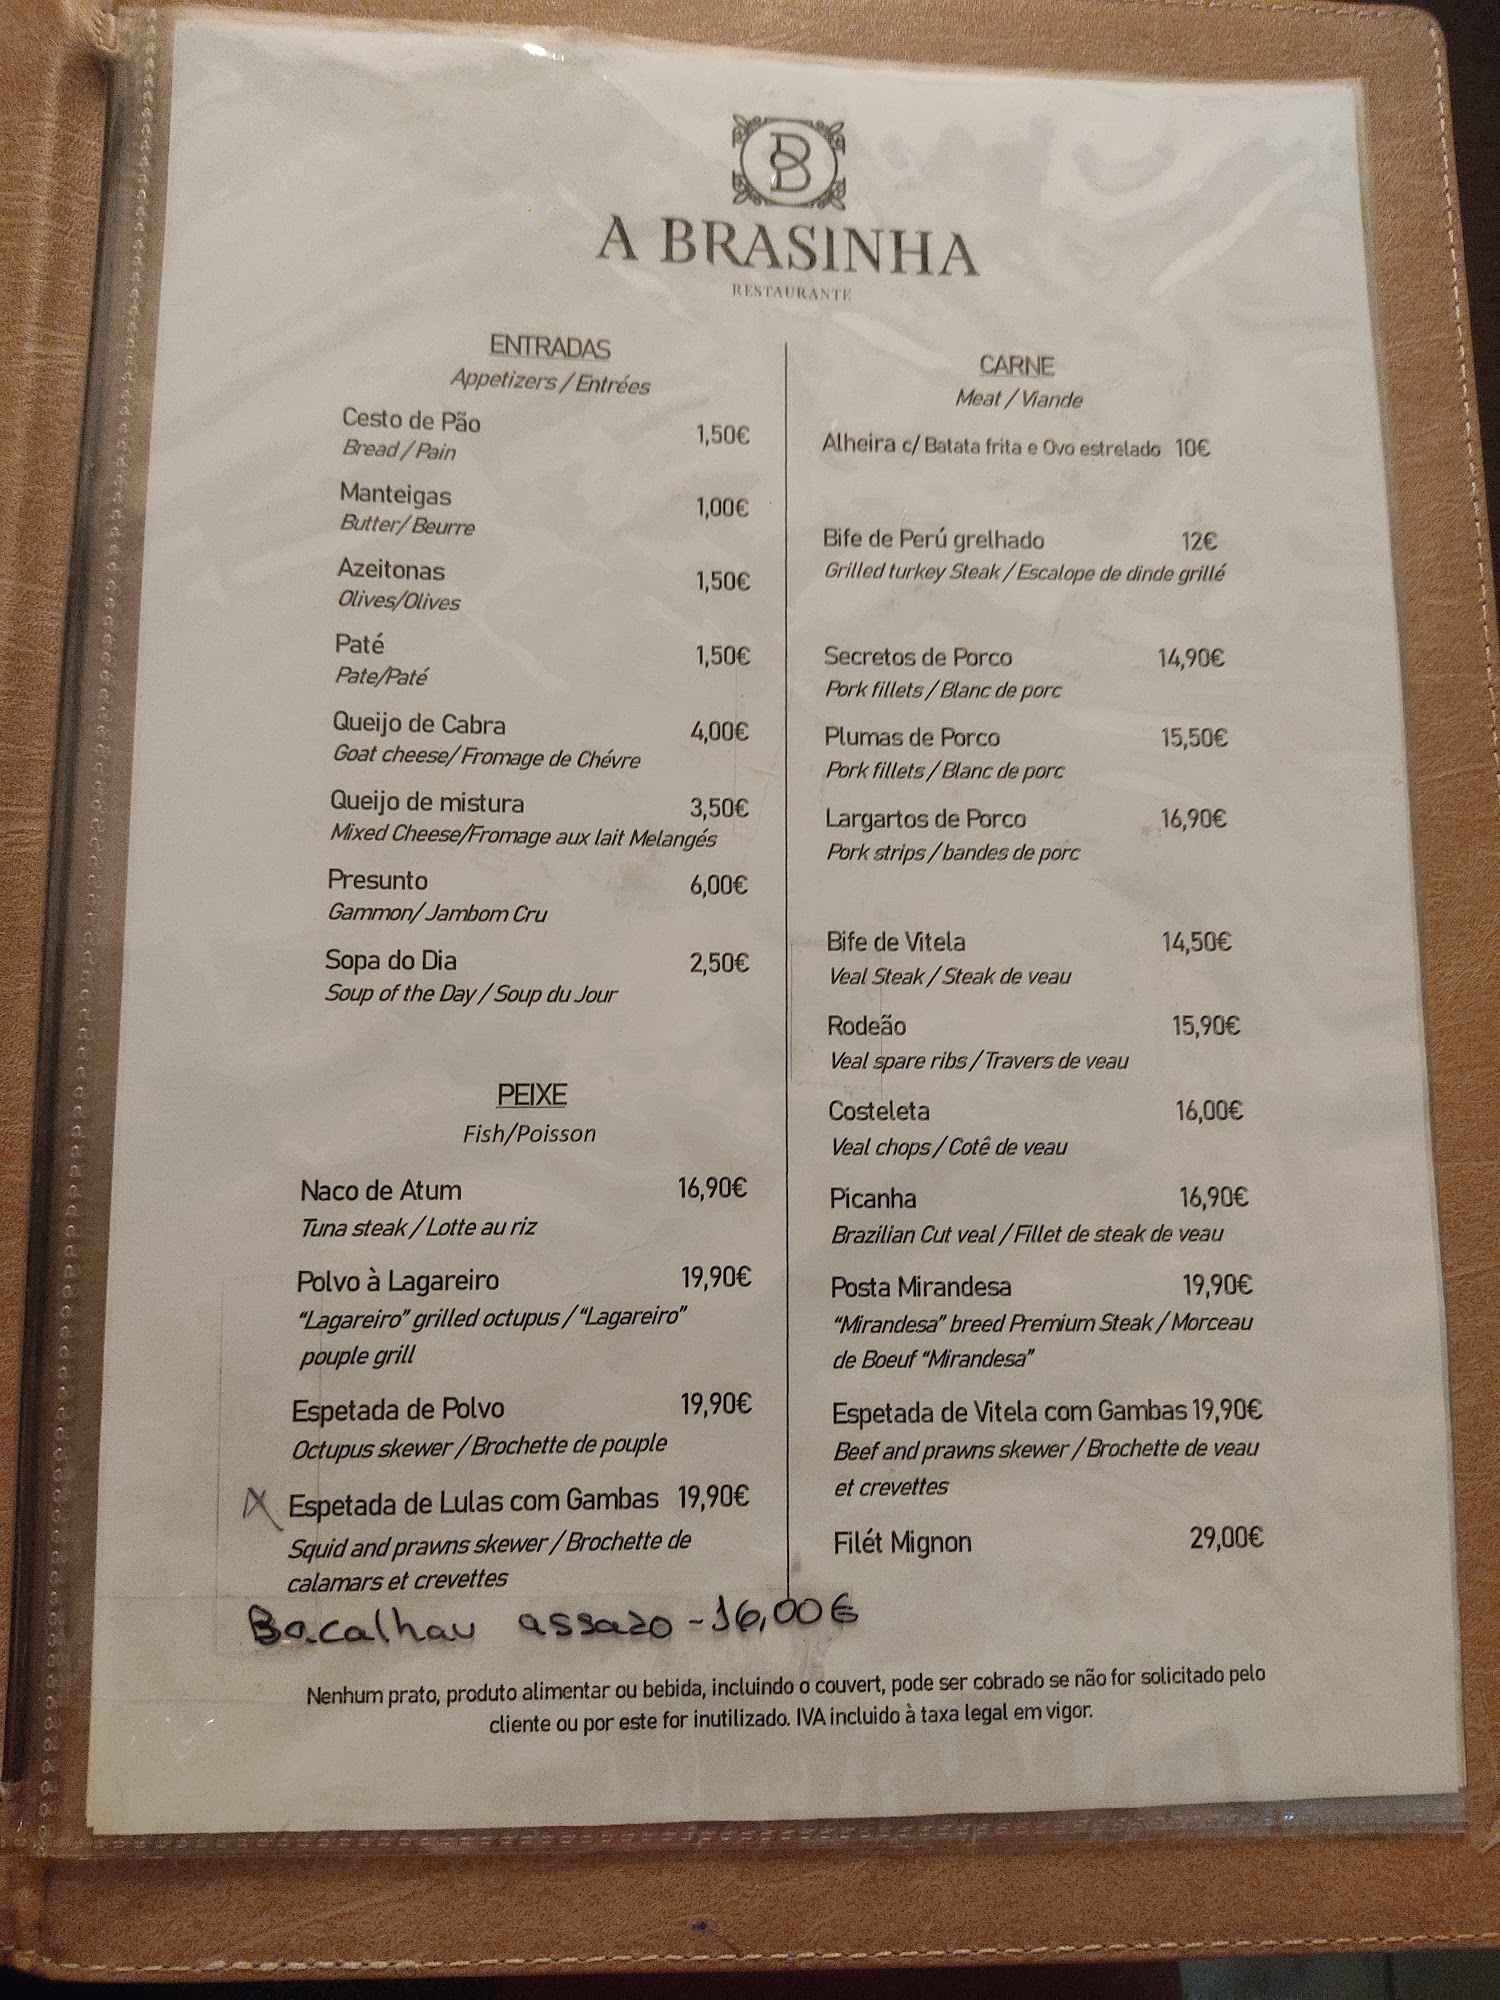 B
A BRASINHA
RESTAURANTE
ENTRADAS
Appetizers / Entrées
Cesto de Pão 1,50€
Bread / Pain
Manteigas 1,00€
Butter/ Beurre
Azeitonas 1,50€
Olives/Olives
Paté 1,50€
Pate/Paté
Queijo de Cabra 4,00€
Goat cheese/ Fromage de Chévre
Queijo de mistura 3,50€
Mixed Cheese/Fromage aux lait Melangés
Presunto 6,00€
Gammon/ Jambom Cru
Sopa do Dia 2,50€
Soup of the Day / Soup du Jour
PEIXE
Fish/Poisson
Naco de Atum 16,90€
Tuna steak / Lotte au riz
Polvo à Lagareiro 19,90€
“Lagareiro” grilled octupus / “Lagareiro”
pouple grill
Espetada de Polvo 19,90€
Octupus skewer / Brochette de pouple
X Espetada de Lulas com Gambas 19,90€
Squid and prawns skewer / Brochette de
calamars et crevettes
CARNE
Meat / Viande
Alheira c/ Batata frita e Ovo estrelado 10€
Bife de Perú grelhado 12€
Grilled turkey Steak / Escalope de dinde grillé
Secretos de Porco 14,90€
Pork fillets / Blanc de porc
Plumas de Porco 15,50€
Pork fillets / Blanc de porc
Largartos de Porco 16,90€
Pork strips / bandes de porc
Bife de Vitela 14,50€
Veal Steak / Steak de veau
Rodeão 15,90€
Veal spare ribs / Travers de veau
Costeleta 16,00€
Veal chops / Cotê de veau
Picanha 16,90€
Brazilian Cut veal / Fillet de steak de veau
Posta Mirandesa 19,90€
“Mirandesa” breed Premium Steak / Morceau
de Boeuf “Mirandesa”
Espetada de Vitela com Gambas 19,90€
Beef and prawns skewer / Brochette de veau
et crevettes
Filét Mignon 29,00€
Bacalhau assado - 16,00€
Nenhum prato, produto alimentar ou bebida, incluindo o couvert, pode ser cobrado se não for solicitado pelo
cliente ou por este for inutilizado. IVA incluido à taxa legal em vigor.